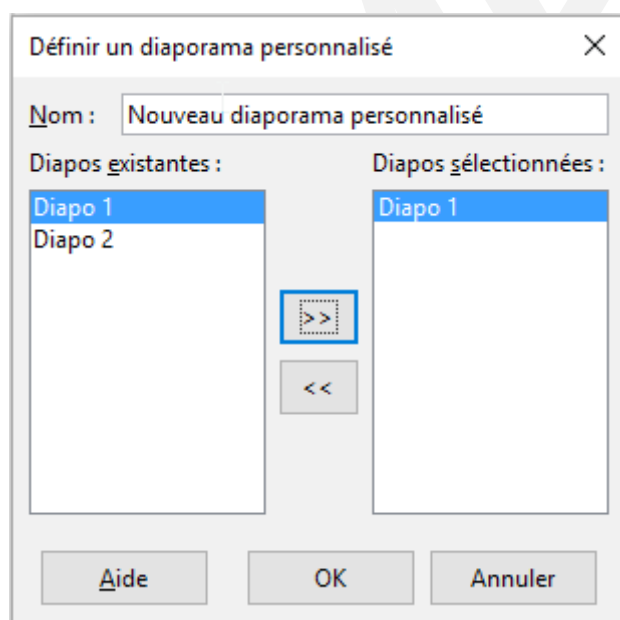 Définir un diaporama personnalisé
Nom : Nouveau diaporama personnalisé
Diapos existantes : Diapos sélectionnées :
Diapo 1 Diapo 1
Diapo 2
>>
<<
Aide OK Annuler